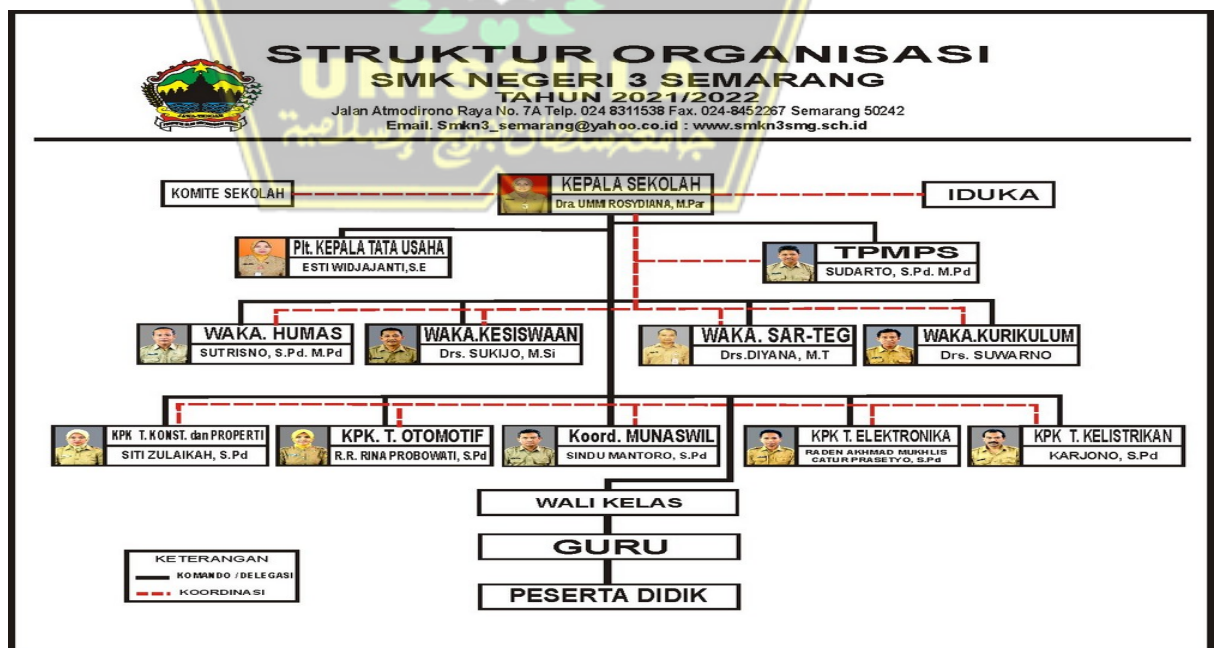 STRUKTUR ORGANISASI
SMK NEGERI 3 SEMARANG
TAHUN 2021/2022
Jalan Atmodirono Raya No. 7A Telp. 024 8311538 Fax. 024-8452267 Semarang 50242
Email. Smkn3_semarang@yahoo.co.id : www.smkn3smg.sch.id
UNISSULA
جامعترسلطان أجونج الإسلامية
KOMITE SEKOLAH
KEPALA SEKOLAH
Dra. UMMI ROSYDIANA, M.Par
IDUKA
Plt. KEPALA TATA USAHA
ESTI WIDJAJANTI,S.E
TPMPS
SUDARTO, S.Pd. M.Pd
WAKA. HUMAS
SUTRISNO, S.Pd. M.Pd
WAKA.KESISWAAN
Drs. SUKIJO, M.Si
WAKA. SAR-TEG
Drs.DIYANA, M.T
WAKA.KURIKULUM
Drs. SUWARNO
KPK T. KONST. dan PROPERTI
SITI ZULAIKAH, S.Pd
KPK. T. OTOMOTIF
R.R. RINA PROBOWATI, S.Pd
Koord. MUNASWIL
SINDU MANTORO, S.Pd
KPK T. ELEKTRONIKA
RADEN AKHMAD MUKHLIS
CATUR PRASETYO, S.Pd
KPK T. KELISTRIKAN
KARJONO, S.Pd
WALI KELAS
GURU
PESERTA DIDIK
KETERANGAN
KOMANDO / DELEGASI
KOORDINASI